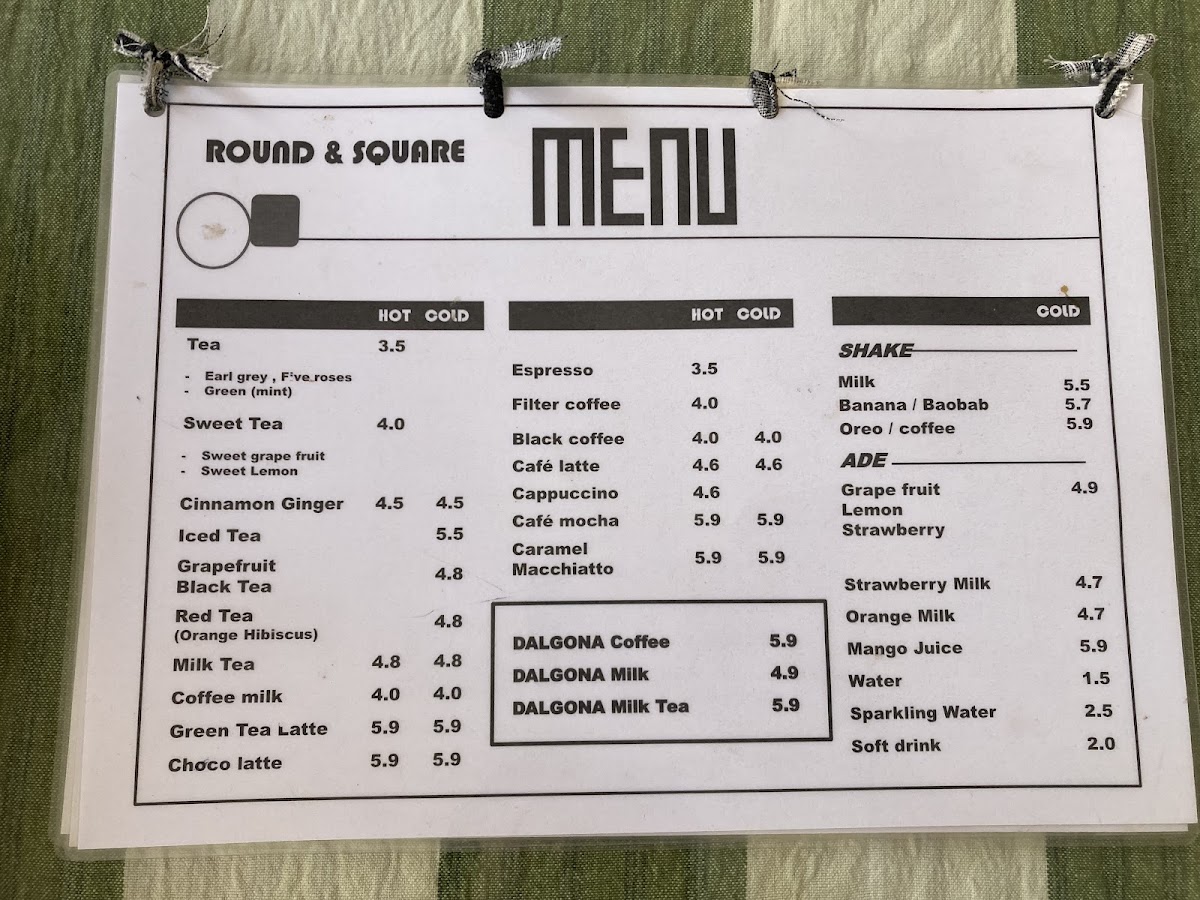 ROUND & SQUARE
MENU
HOT COLD
Tea 3.5
- Earl grey , Five roses
- Green (mint)
Sweet Tea 4.0
- Sweet grape fruit
- Sweet Lemon
Cinnamon Ginger 4.5 4.5
Iced Tea 5.5
Grapefruit
Black Tea 4.8
Red Tea
(Orange Hibiscus) 4.8
Milk Tea 4.8 4.8
Coffee milk 4.0 4.0
Green Tea Latte 5.9 5.9
Choco latte 5.9 5.9
HOT COLD
Espresso 3.5
Filter coffee 4.0
Black coffee 4.0 4.0
Café latte 4.6 4.6
Cappuccino 4.6
Café mocha 5.9 5.9
Caramel
Macchiatto 5.9 5.9
DALGONA Coffee 5.9
DALGONA Milk 4.9
DALGONA Milk Tea 5.9
COLD
SHAKE
Milk 5.5
Banana / Baobab 5.7
Oreo / coffee 5.9
ADE
Grape fruit 4.9
Lemon
Strawberry
Strawberry Milk 4.7
Orange Milk 4.7
Mango Juice 5.9
Water 1.5
Sparkling Water 2.5
Soft drink 2.0